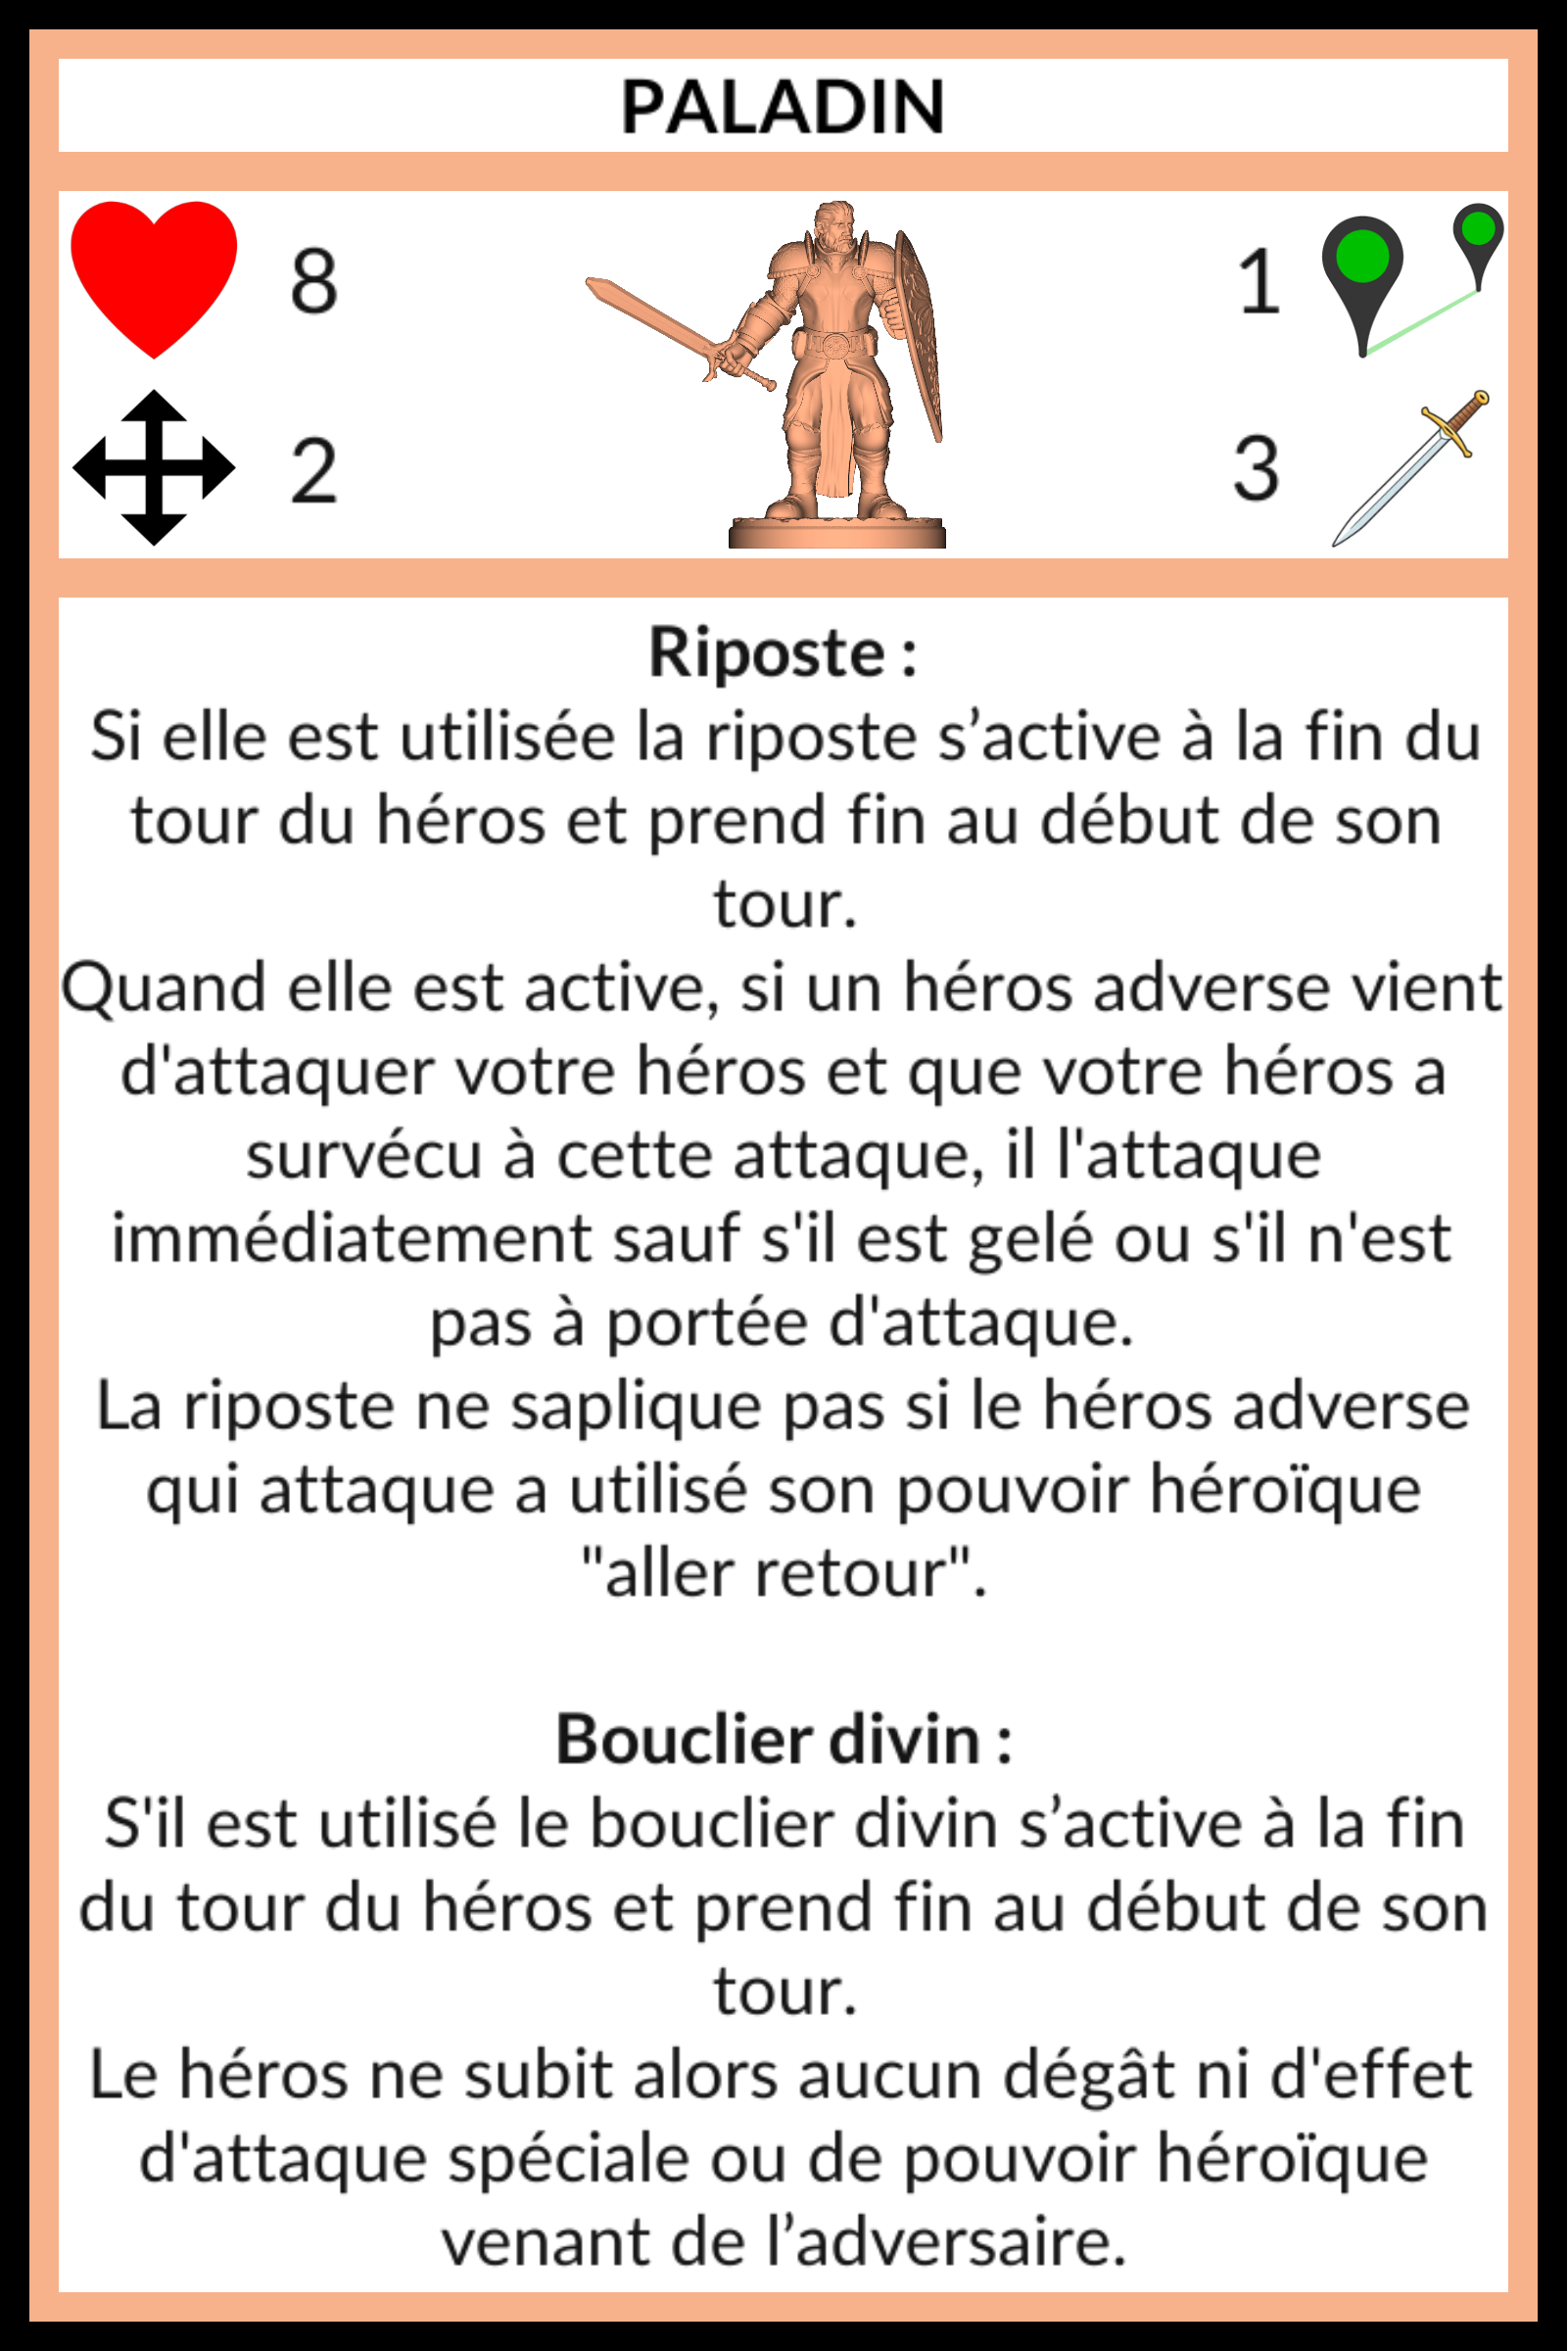 PALADIN
8
1
2
3
Riposte :
Si elle est utilisée la riposte s’active à la fin du
tour du héros et prend fin au début de son
tour.
Quand elle est active, si un héros adverse vient
d'attaquer votre héros et que votre héros a
survécu à cette attaque, il l'attaque
immédiatement sauf s'il est gelé ou s'il n'est
pas à portée d'attaque.
La riposte ne saplique pas si le héros adverse
qui attaque a utilisé son pouvoir héroïque
"aller retour".
Bouclier divin :
S'il est utilisé le bouclier divin s’active à la fin
du tour du héros et prend fin au début de son
tour.
Le héros ne subit alors aucun dégât ni d'effet
d'attaque spéciale ou de pouvoir héroïque
venant de l’adversaire.